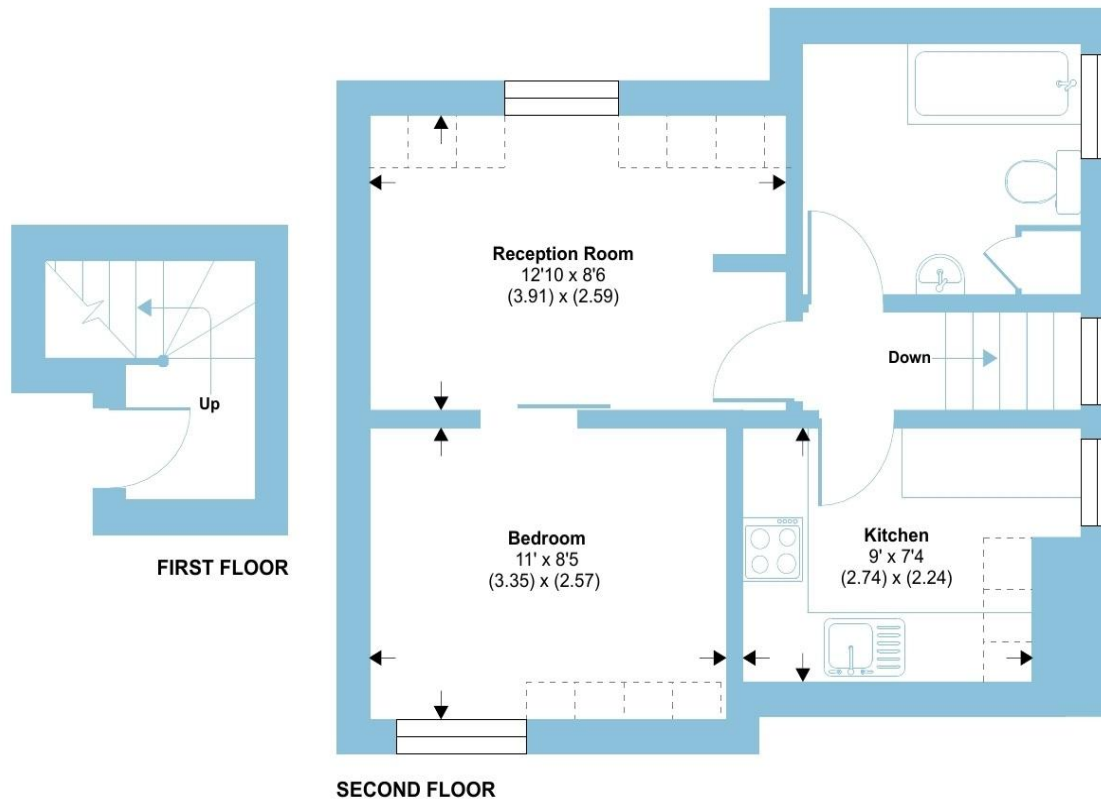 Reception Room
12'10 x 8'6
(3.91) x (2.59)
Down
Up
FIRST FLOOR
Bedroom
11' x 8'5
(3.35) x (2.57)
Kitchen
9' x 7'4
(2.74) x (2.24)
SECOND FLOOR